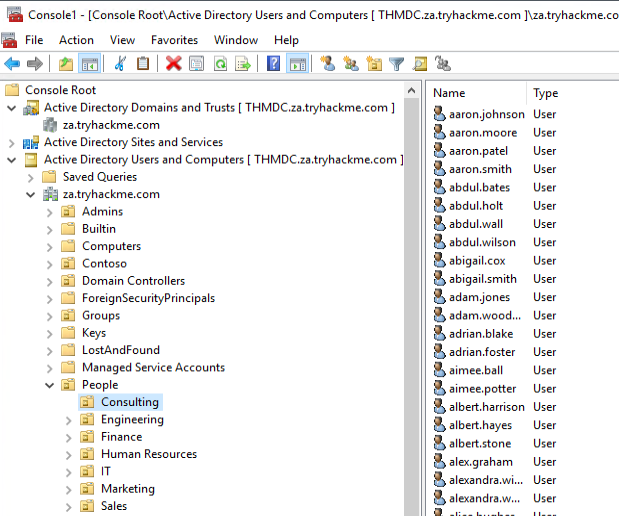 Console1 - [Console Root\Active Directory Users and Computers [ THMDC.za.tryhackme.com ]\za.tryhackme.co
File Action View Favorites Window Help
Console Root
Active Directory Domains and Trusts [ THMDC.za.tryhackme.com ]
za.tryhackme.com
Active Directory Sites and Services
Active Directory Users and Computers [ THMDC.za.tryhackme.com ]
Saved Queries
za.tryhackme.com
Admins
Builtin
Computers
Contoso
Domain Controllers
ForeignSecurityPrincipals
Groups
Keys
LostAndFound
Managed Service Accounts
People
Consulting
Engineering
Finance
Human Resources
IT
Marketing
Sales
Name Type
aaron.johnson User
aaron.moore User
aaron.patel User
aaron.smith User
abdul.bates User
abdul.holt User
abdul.wall User
abdul.wilson User
abigail.cox User
abigail.smith User
adam.jones User
adam.wood... User
adrian.blake User
adrian.foster User
aimee.ball User
aimee.potter User
albert.harrison User
albert.hayes User
albert.stone User
alex.graham User
alexandra.wi... User
alexandra.w... User
alice.hughes User